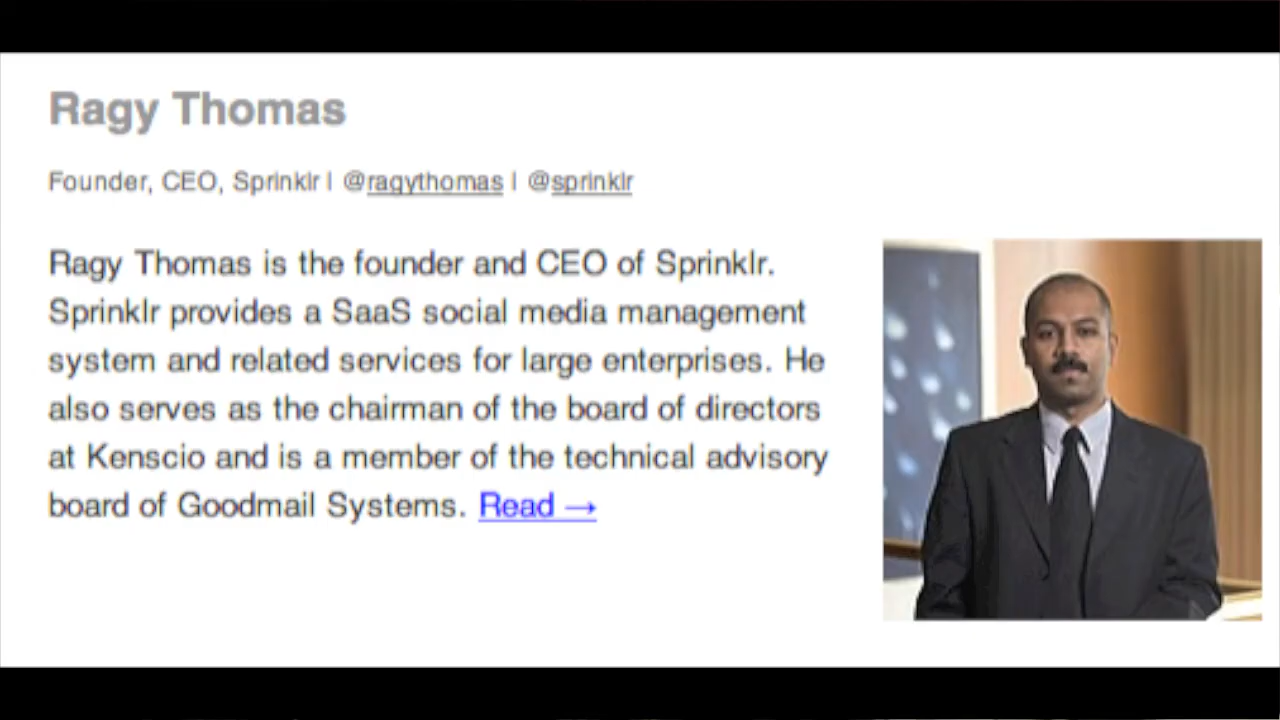 Ragy Thomas
Founder, CEO, Sprinklr | @ragythomas | @sprinklr
Ragy Thomas is the founder and CEO of Sprinklr.
Sprinklr provides a SaaS social media management
system and related services for large enterprises. He
also serves as the chairman of the board of directors
at Kenscio and is a member of the technical advisory
board of Goodmail Systems. Read →